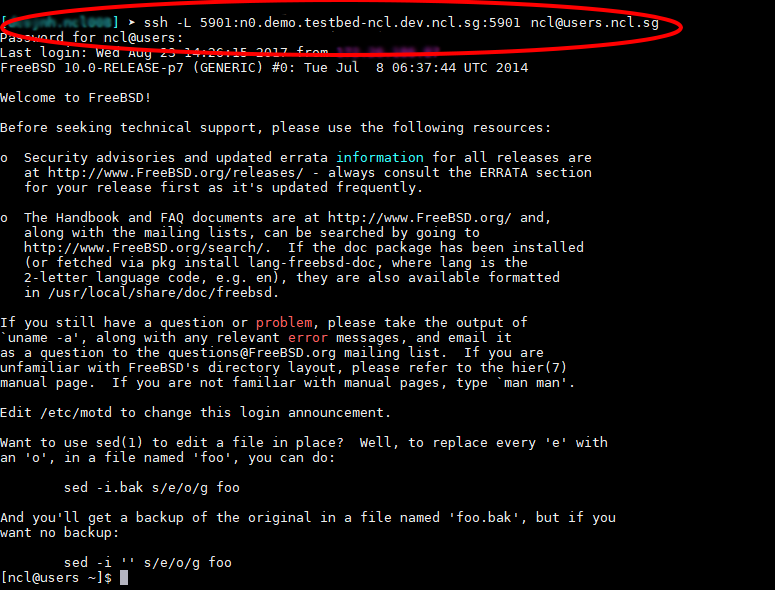 ] ➤ ssh -L 5901:n0.demo.testbed-ncl.dev.ncl.sg:5901 ncl@users.ncl.sg
Password for ncl@users:
Last login: Wed Aug 23 14:26:15 2017 from
FreeBSD 10.0-RELEASE-p7 (GENERIC) #0: Tue Jul  8 06:37:44 UTC 2014
Welcome to FreeBSD!
Before seeking technical support, please use the following resources:
o  Security advisories and updated errata information for all releases are
at http://www.FreeBSD.org/releases/ - always consult the ERRATA section
for your release first as it's updated frequently.
o  The Handbook and FAQ documents are at http://www.FreeBSD.org/ and,
along with the mailing lists, can be searched by going to
http://www.FreeBSD.org/search/.  If the doc package has been installed
(or fetched via pkg install lang-freebsd-doc, where lang is the
2-letter language code, e.g. en), they are also available formatted
in /usr/local/share/doc/freebsd.
If you still have a question or problem, please take the output of
`uname -a', along with any relevant error messages, and email it
as a question to the questions@FreeBSD.org mailing list.  If you are
unfamiliar with FreeBSD's directory layout, please refer to the hier(7)
manual page.  If you are not familiar with manual pages, type `man man'.
Edit /etc/motd to change this login announcement.
Want to use sed(1) to edit a file in place?  Well, to replace every 'e' with
an 'o', in a file named 'foo', you can do:
sed -i.bak s/e/o/g foo
And you'll get a backup of the original in a file named 'foo.bak', but if you
want no backup:
sed -i '' s/e/o/g foo
[ncl@users ~]$